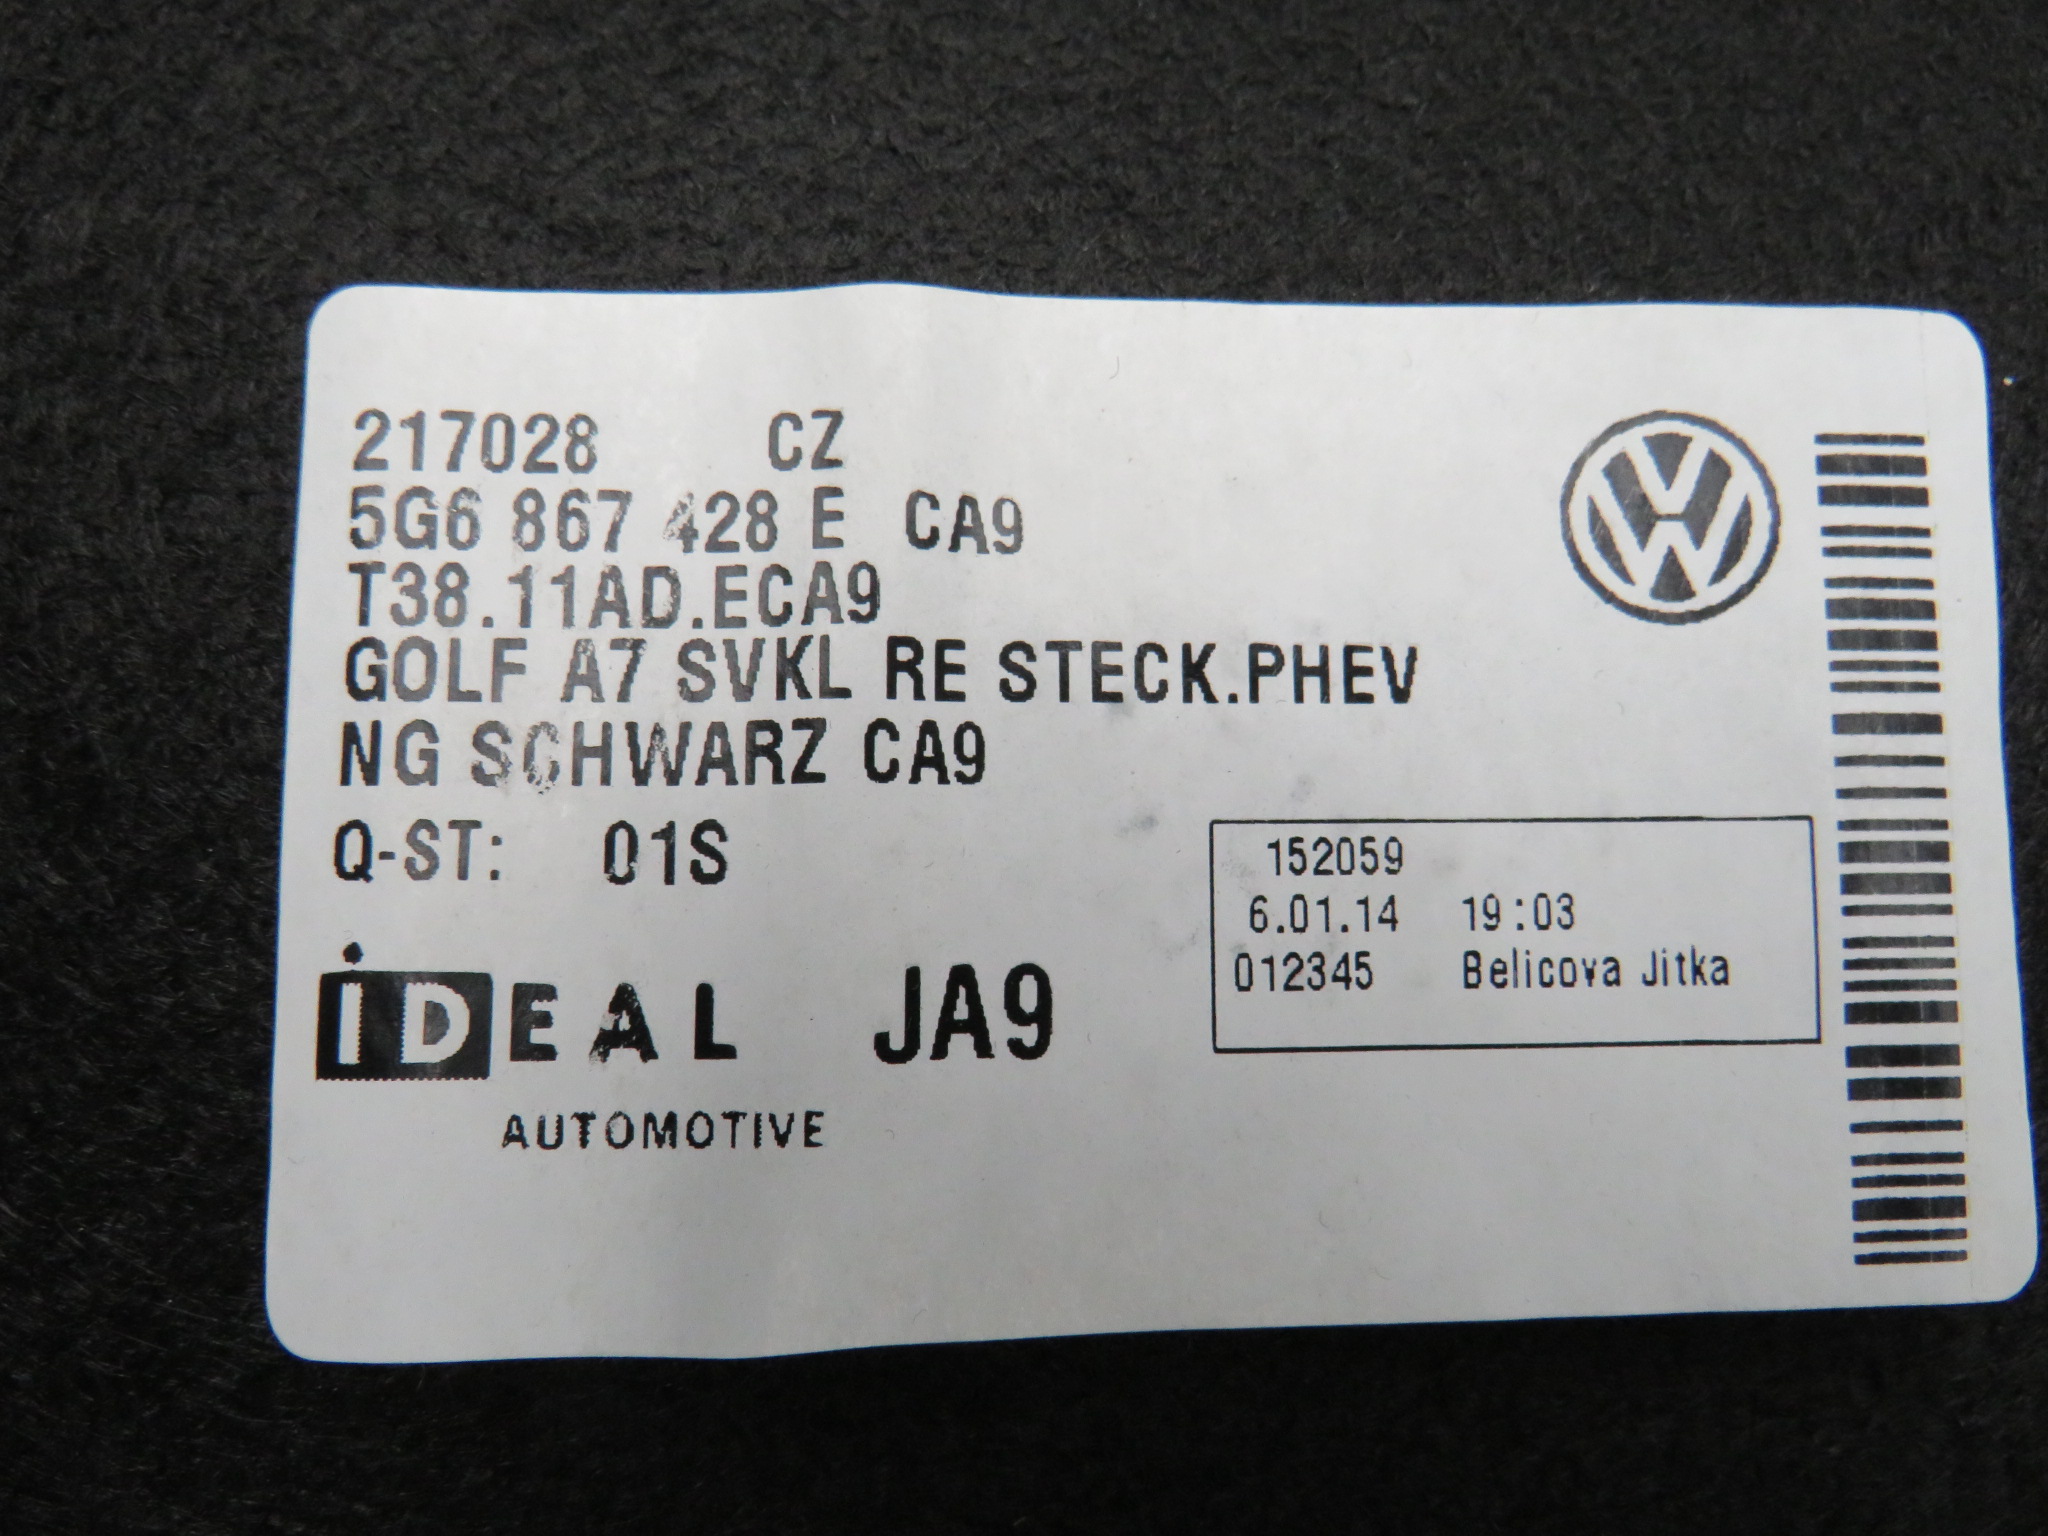 217028 CZ
5G6 867 428 E CA9
T38.11AD.ECA9
GOLF A7 SVKL RE STECK.PHEV
NG SCHWARZ CA9
Q-ST: 01S
iDEAL JA9
AUTOMOTIVE
152059
6.01.14 19:03
012345 Belicova Jitka
VW